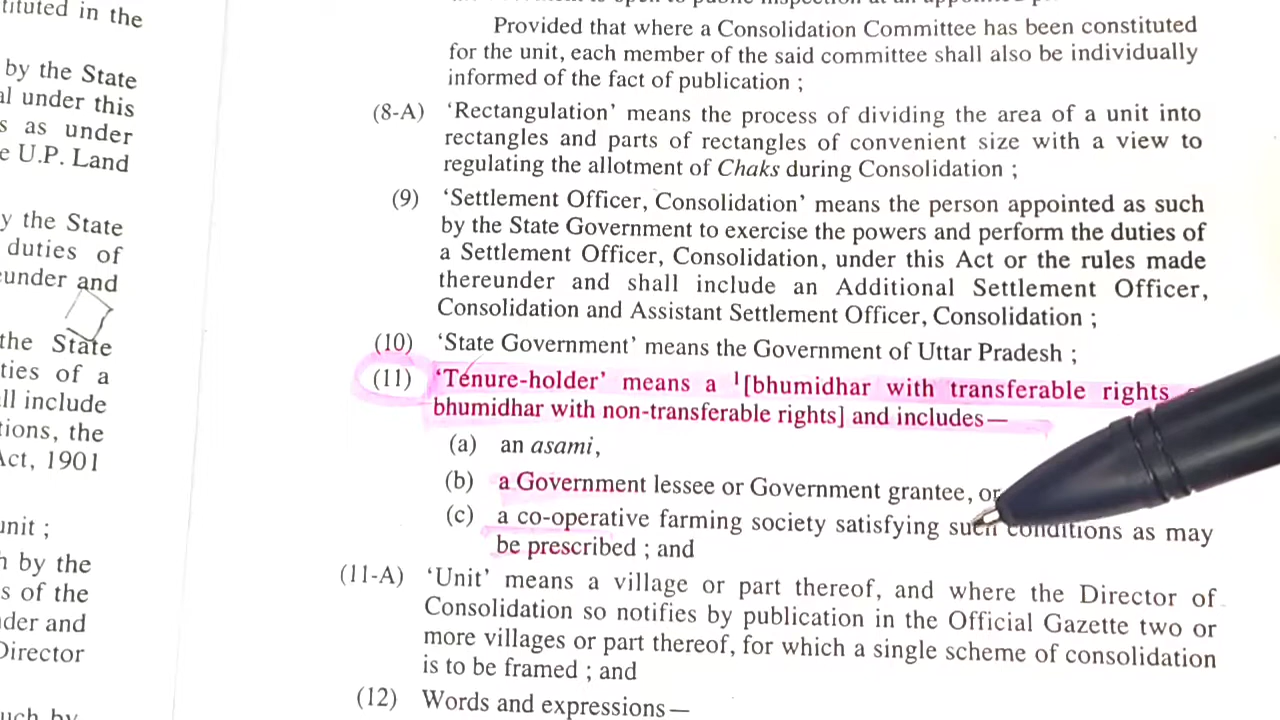 tituted in the
by the State
al under this
s as under
e U.P. Land
y the State
duties of
eunder and
the State
ties of a
ll include
tions, the
Act, 1901
unit ;
h by the
s of the
der and
Director
such by
Provided that where a Consolidation Committee has been constituted
for the unit, each member of the said committee shall also be individually
informed of the fact of publication ;
(8-A) ‘Rectangulation’ means the process of dividing the area of a unit into
rectangles and parts of rectangles of convenient size with a view to
regulating the allotment of Chaks during Consolidation ;
(9) ‘Settlement Officer, Consolidation’ means the person appointed as such
by the State Government to exercise the powers and perform the duties of
a Settlement Officer, Consolidation, under this Act or the rules made
thereunder and shall include an Additional Settlement Officer,
Consolidation and Assistant Settlement Officer, Consolidation ;
(10) ‘State Government’ means the Government of Uttar Pradesh ;
(11) ‘Tenure-holder’ means a ¹[bhumidhar with transferable rights
bhumidhar with non-transferable rights] and includes—
(a) an asami,
(b) a Government lessee or Government grantee, or
(c) a co-operative farming society satisfying such conditions as may
be prescribed ; and
(11-A) ‘Unit’ means a village or part thereof, and where the Director of
Consolidation so notifies by publication in the Official Gazette two or
more villages or part thereof, for which a single scheme of consolidation
is to be framed ; and
(12) Words and expressions—